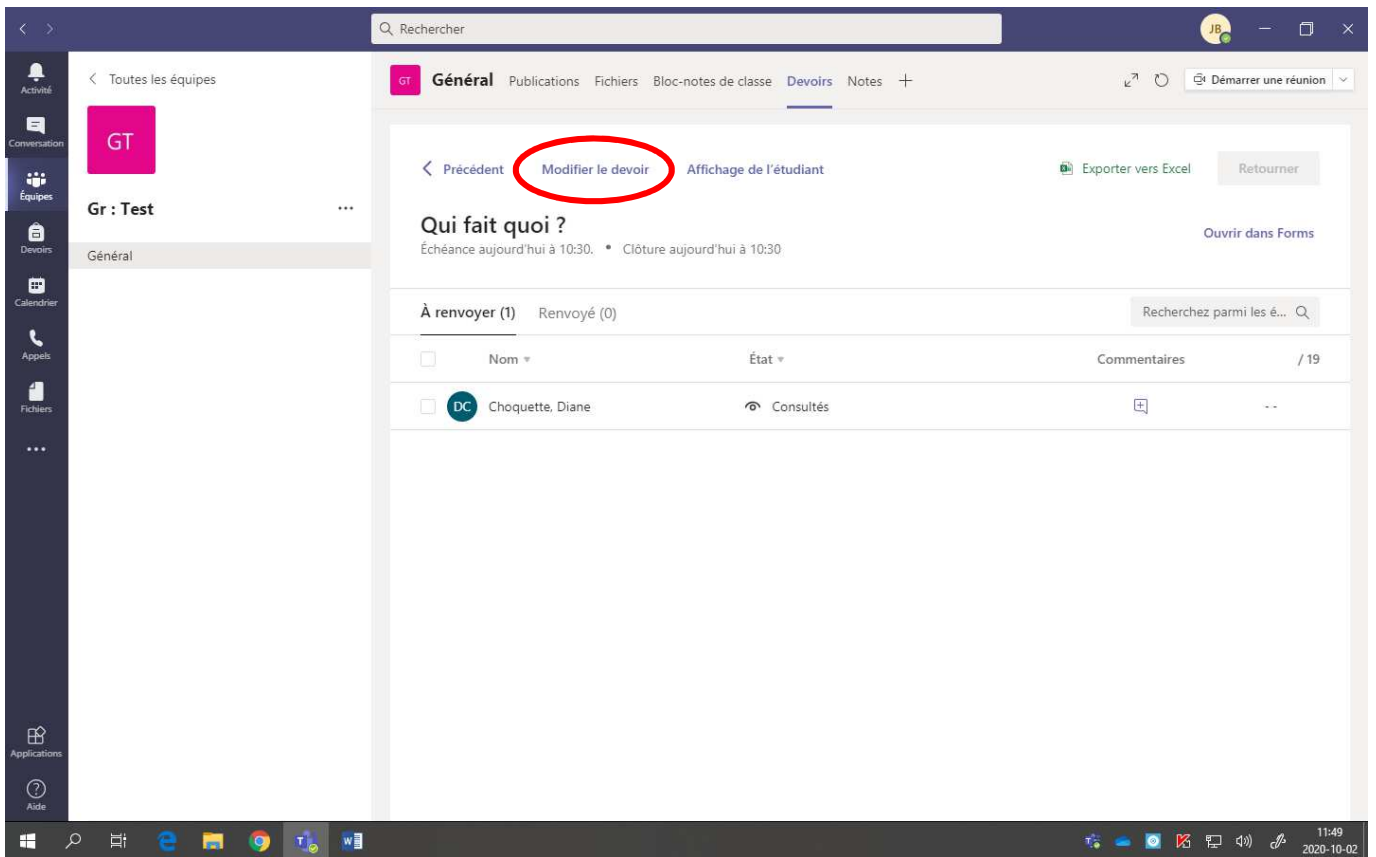 Rechercher
JB
Activité
Conversation
Équipes
Devoirs
Calendrier
Appels
Fichiers
Applications
Aide
Toutes les équipes
GT
Gr : Test
Général
GT Général Publications Fichiers Bloc-notes de classe Devoirs Notes
Démarrer une réunion
Précédent Modifier le devoir Affichage de l'étudiant Exporter vers Excel Retourner
Qui fait quoi ?
Échéance aujourd'hui à 10:30. • Clôture aujourd'hui à 10:30
Ouvrir dans Forms
À renvoyer (1) Renvoyé (0) Recherchez parmi les é...
Nom État Commentaires / 19
DC Choquette, Diane Consultés - -
11:49
2020-10-02